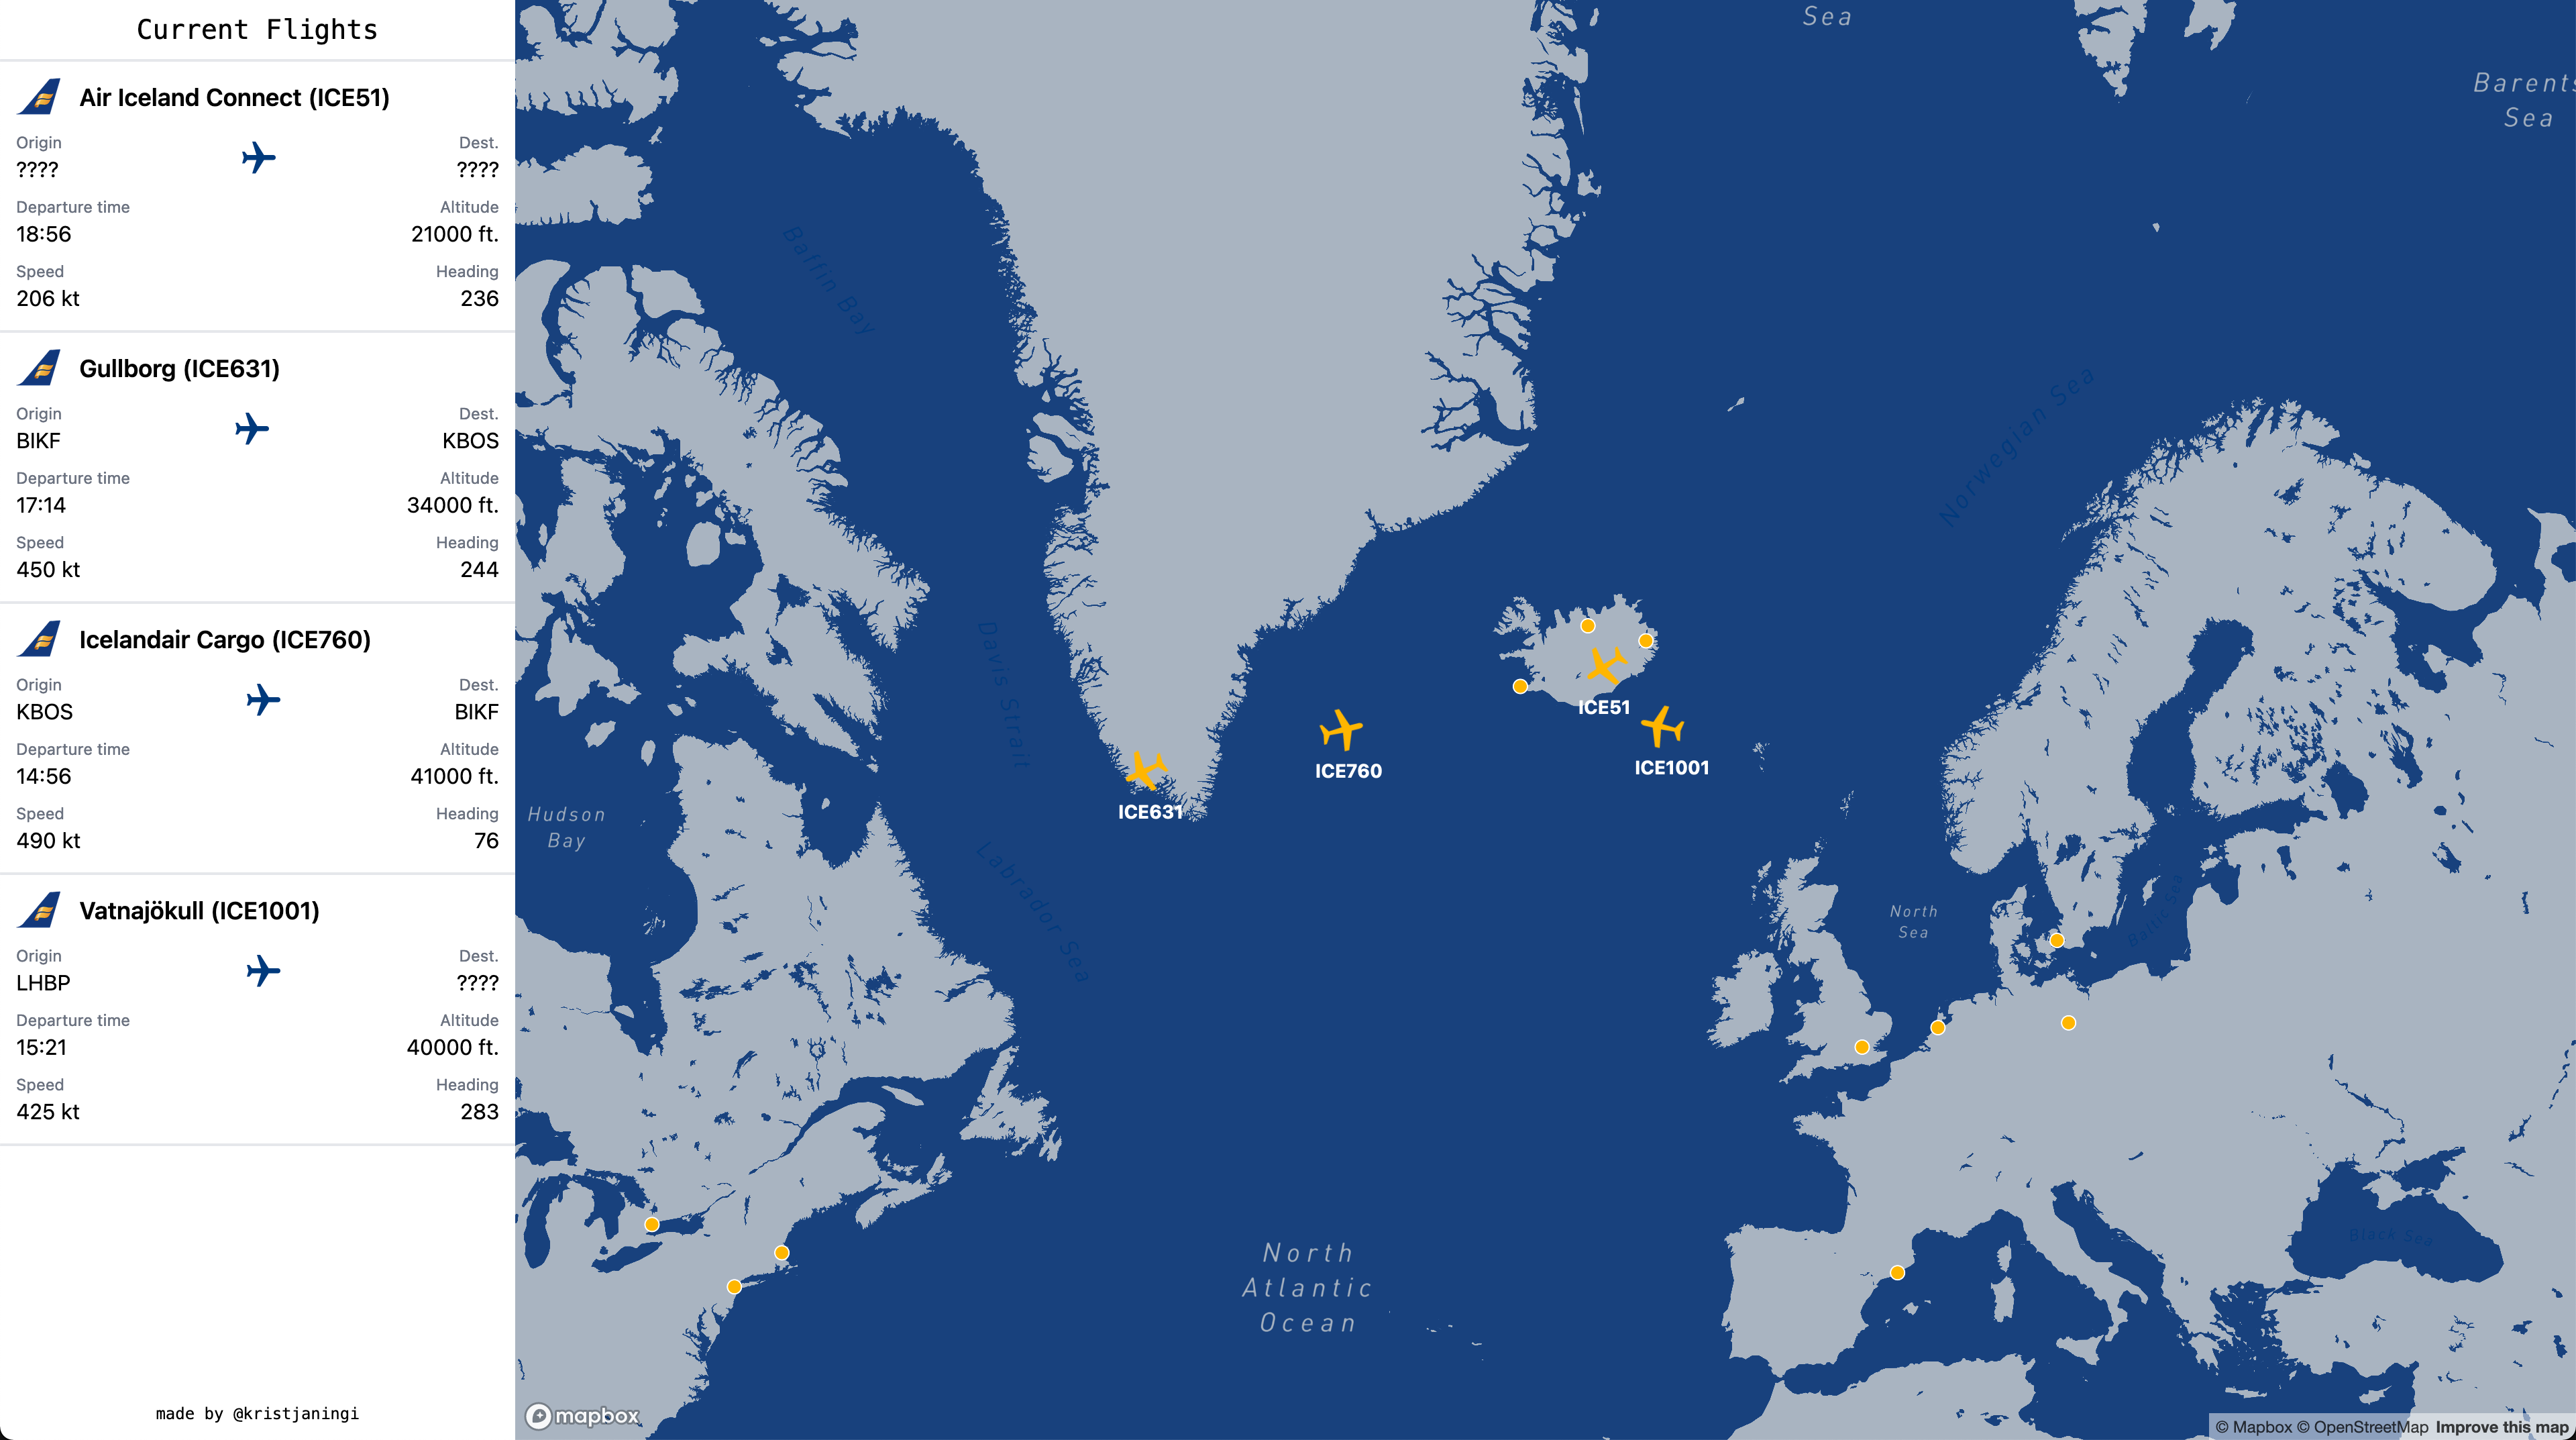 Current Flights
Air Iceland Connect (ICE51)
Origin
Dest.
????
????
Departure time
Altitude
18:56
21000 ft.
Speed
Heading
206 kt
236
Gullborg (ICE631)
Origin
Dest.
BIKF
KBOS
Departure time
Altitude
17:14
34000 ft.
Speed
Heading
450 kt
244
Icelandair Cargo (ICE760)
Origin
Dest.
KBOS
BIKF
Departure time
Altitude
14:56
41000 ft.
Speed
Heading
490 kt
76
Vatnajökull (ICE1001)
Origin
Dest.
LHBP
????
Departure time
Altitude
15:21
40000 ft.
Speed
Heading
425 kt
283
made by @kristjaningi
Sea
Barents
Sea
Baffin Bay
Norwegian Sea
Davis Strait
ICE51
ICE1001
ICE760
ICE631
Hudson
Bay
Labrador Sea
North
Sea
Baltic Sea
Black Sea
North
Atlantic
Ocean
mapbox
© Mapbox © OpenStreetMap Improve this map